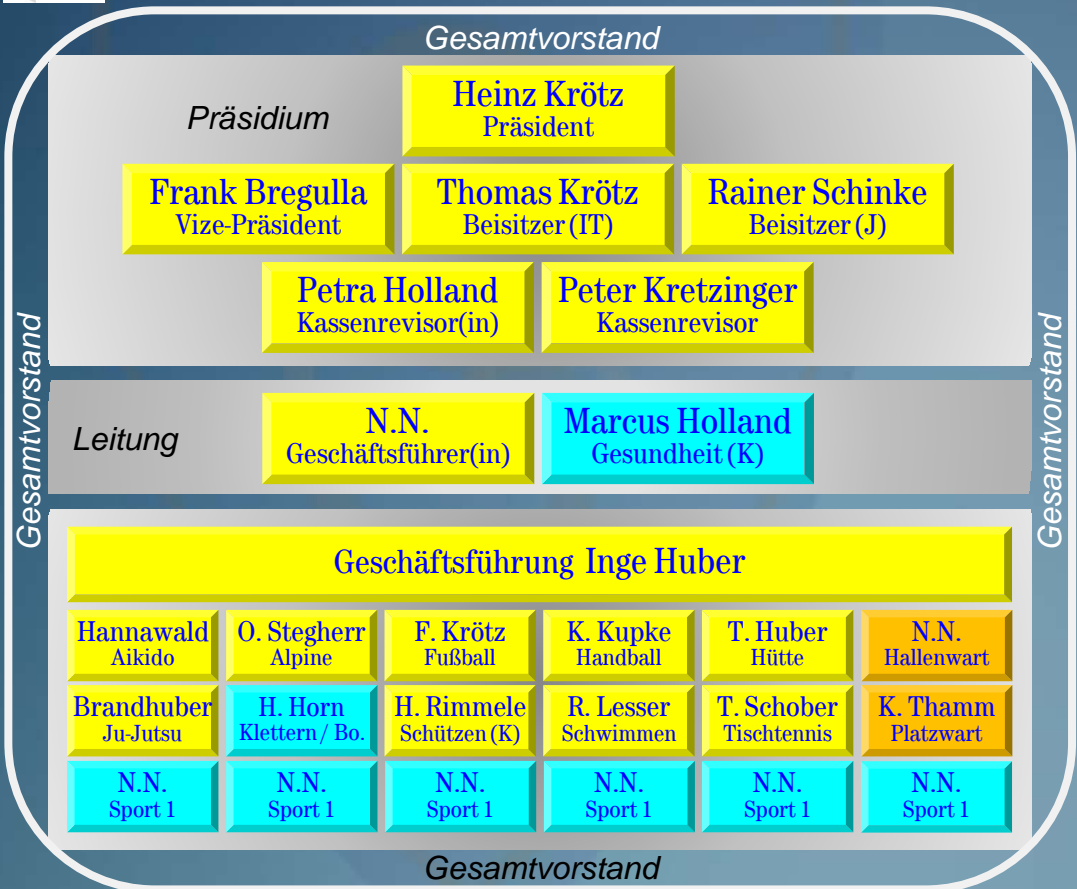 Gesamtvorstand
Präsidium
Heinz Krötz
Präsident
Frank Bregulla
Vize-Präsident
Thomas Krötz
Beisitzer (IT)
Rainer Schinke
Beisitzer (J)
Petra Holland
Kassenrevisor(in)
Peter Kretzinger
Kassenrevisor
Gesamtvorstand
Gesamtvorstand
Leitung
N.N.
Geschäftsführer(in)
Marcus Holland
Gesundheit (K)
Geschäftsführung Inge Huber
Hannawald
Aikido
O. Stegherr
Alpine
F. Krötz
Fußball
K. Kupke
Handball
T. Huber
Hütte
N.N.
Hallenwart
Brandhuber
Ju-Jutsu
H. Horn
Klettern / Bo.
H. Rimmele
Schützen (K)
R. Lesser
Schwimmen
T. Schober
Tischtennis
K. Thamm
Platzwart
N.N.
Sport 1
N.N.
Sport 1
N.N.
Sport 1
N.N.
Sport 1
N.N.
Sport 1
N.N.
Sport 1
Gesamtvorstand